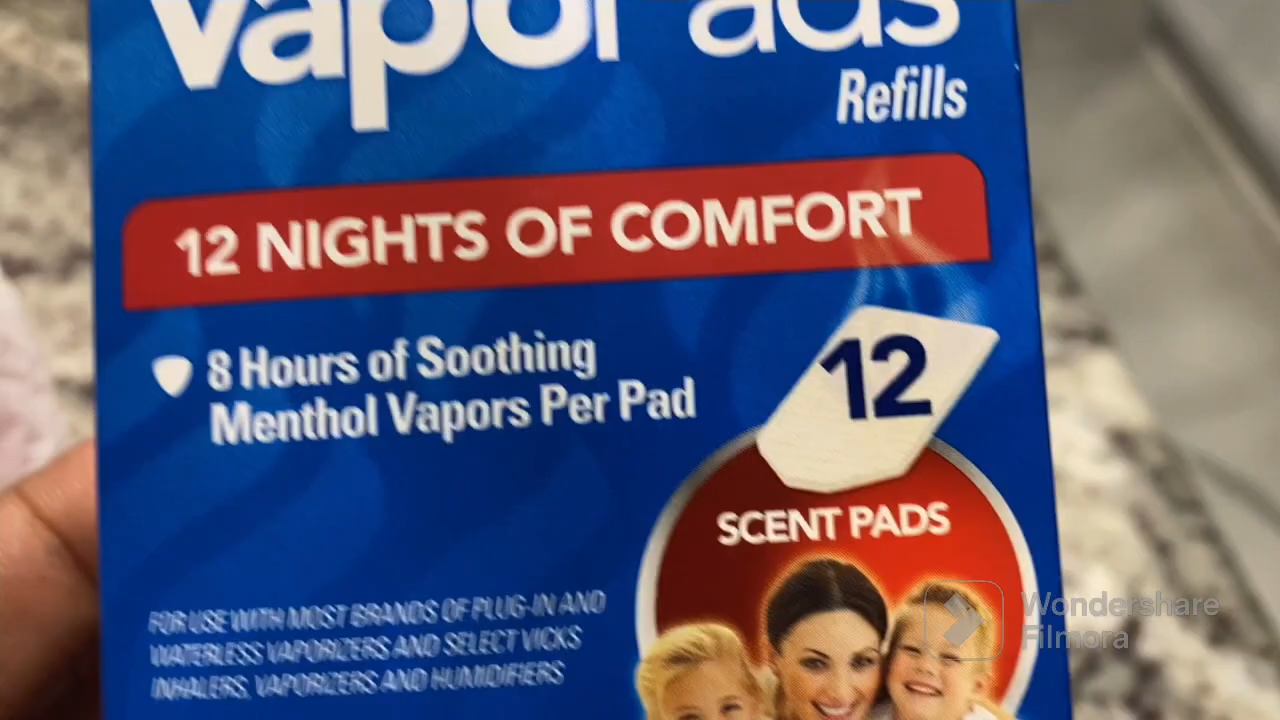 VapoPads
Refills
12 NIGHTS OF COMFORT
8 Hours of Soothing
Menthol Vapors Per Pad
12
SCENT PADS
FOR USE WITH MOST BRANDS OF PLUG-IN AND
WATERLESS VAPORIZERS AND SELECT VICKS
INHALERS, VAPORIZERS AND HUMIDIFIERS
Wondershare
Filmora